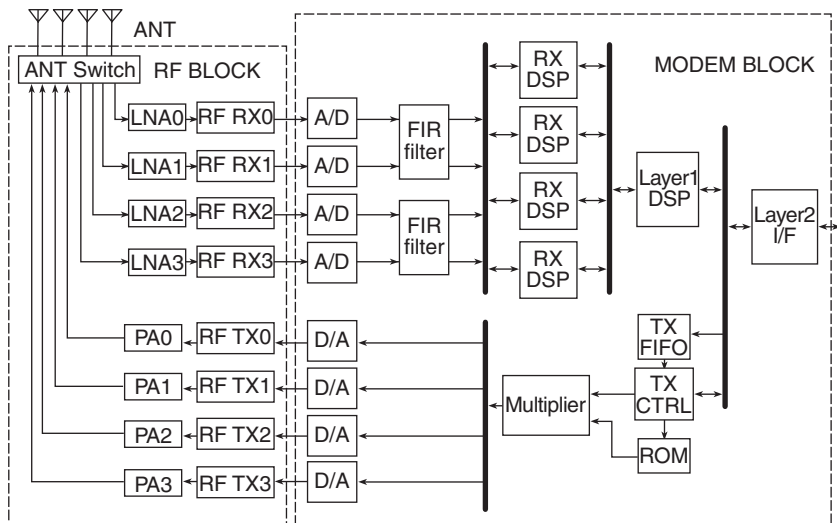 ANT
ANT Switch
RF BLOCK
MODEM BLOCK
LNA0
RF RX0
A/D
LNA1
RF RX1
A/D
FIR
filter
LNA2
RF RX2
A/D
LNA3
RF RX3
A/D
FIR
filter
RX
DSP
RX
DSP
RX
DSP
RX
DSP
Layer1
DSP
Layer2
I/F
PA0
RF TX0
D/A
PA1
RF TX1
D/A
PA2
RF TX2
D/A
PA3
RF TX3
D/A
Multiplier
TX
FIFO
TX
CTRL
ROM